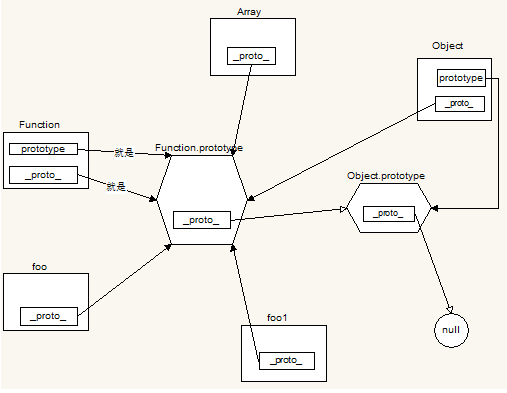 Array
_proto_
Object
prototype
_proto_
Function
prototype
_proto_
就是
就是
Function.prototype
_proto_
Object.prototype
_proto_
foo
_proto_
foo1
_proto_
null